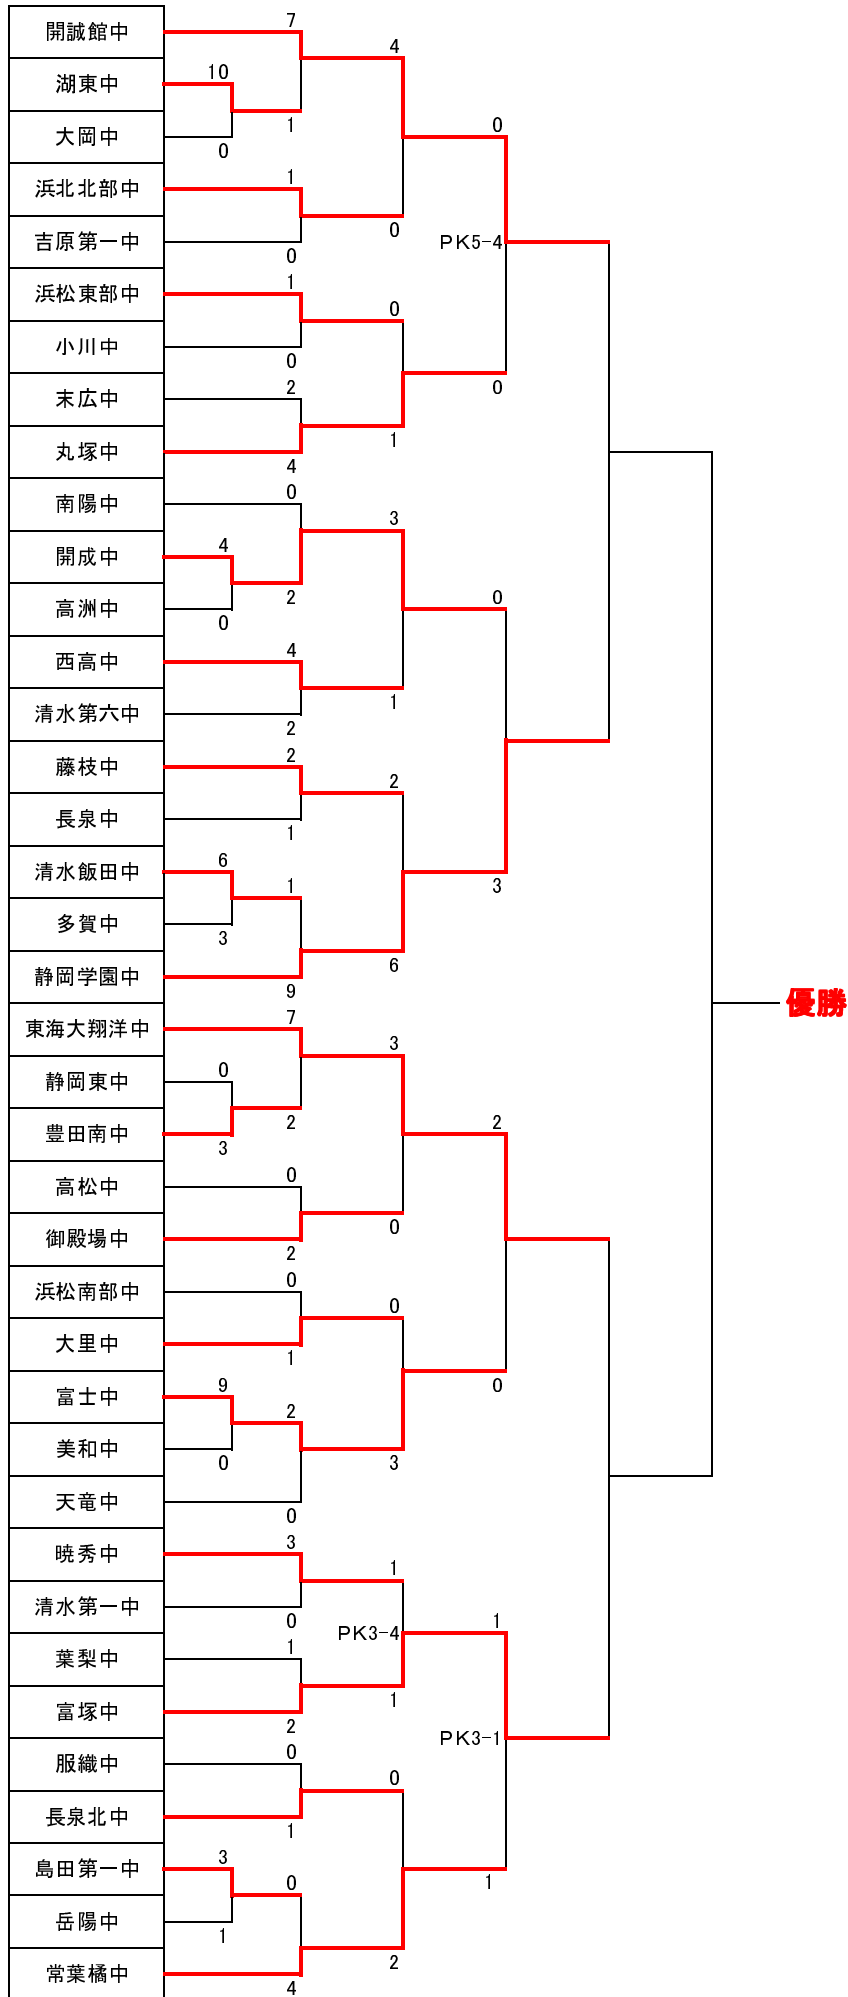 開誠館中
7
4
湖東中
10
1
0
大岡中
0
浜北北部中
1
0
PK5-4
吉原第一中
0
浜松東部中
1
0
小川中
0
末広中
2
0
1
丸塚中
4
南陽中
0
3
開成中
4
2
0
高洲中
0
西高中
4
1
清水第六中
2
藤枝中
2
2
長泉中
1
清水飯田中
6
1
3
多賀中
3
6
静岡学園中
9
優勝
東海大翔洋中
7
3
静岡東中
0
2
2
豊田南中
3
高松中
0
0
御殿場中
2
浜松南部中
0
0
大里中
1
0
富士中
9
2
美和中
0
3
天竜中
0
暁秀中
3
1
清水第一中
0
PK3-4
1
葉梨中
1
1
富塚中
2
PK3-1
服織中
0
0
長泉北中
1
島田第一中
3
0
1
岳陽中
1
2
常葉橘中
4